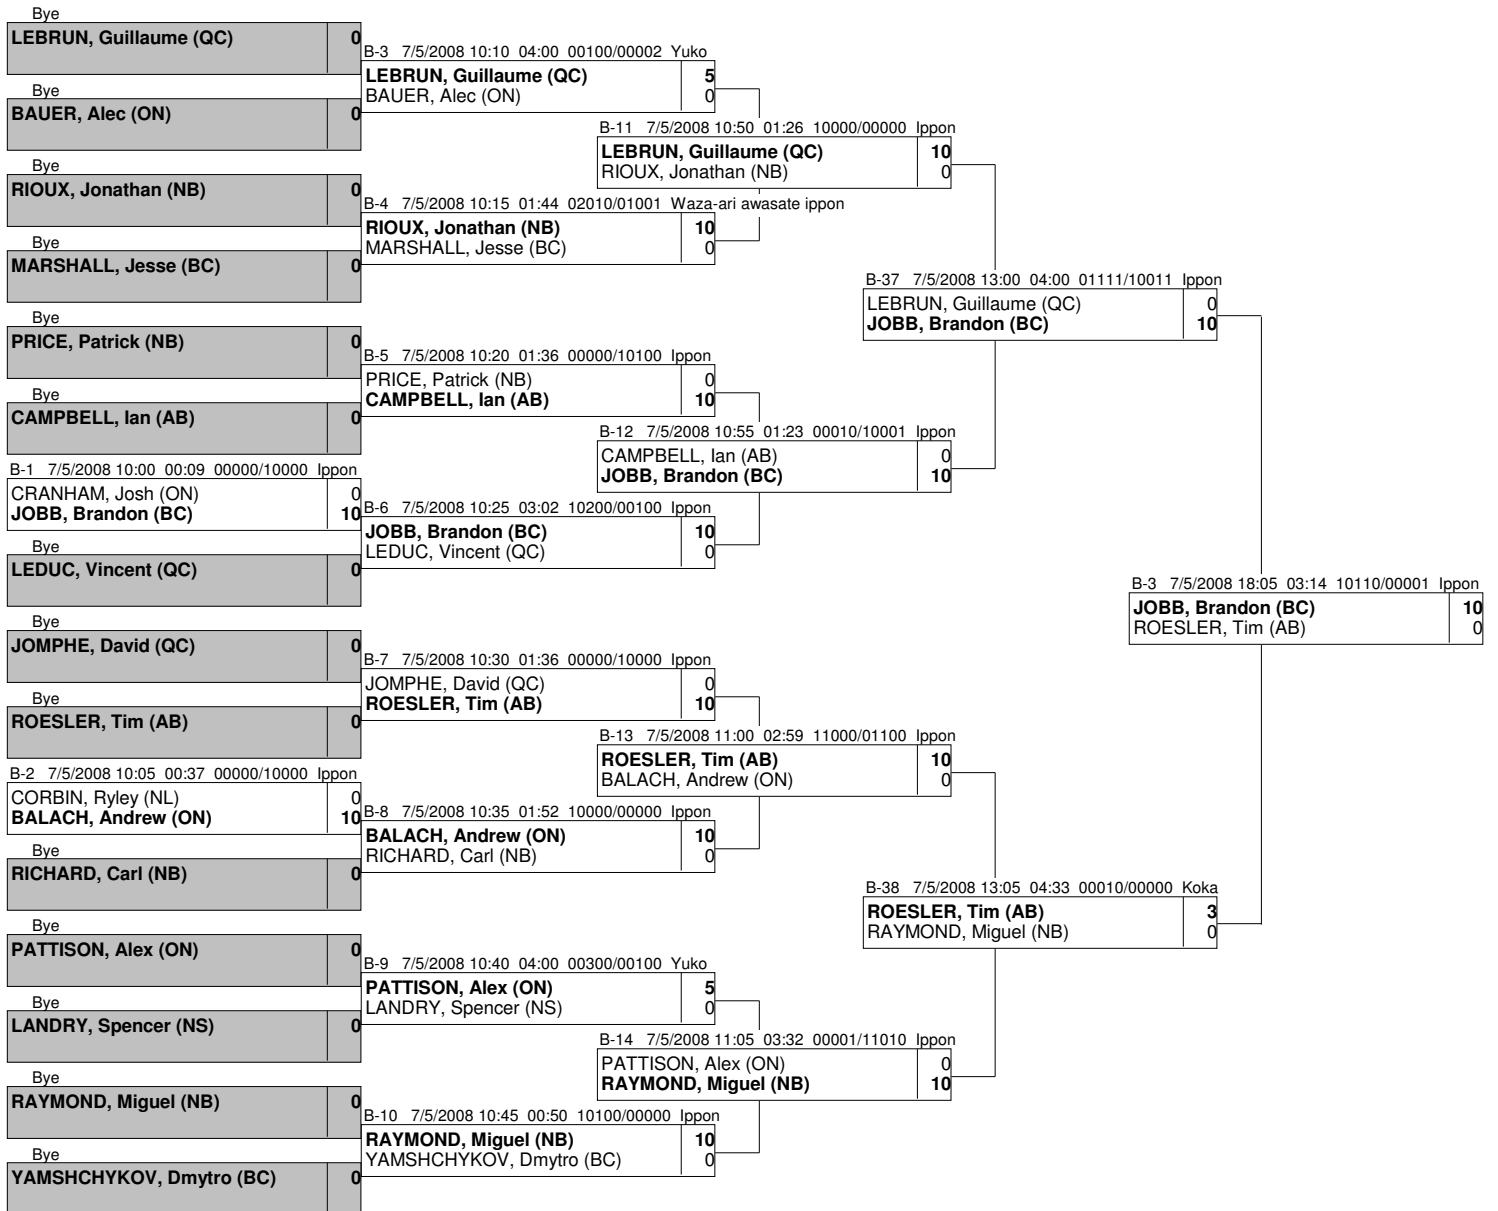 Bye
LEBRUN, Guillaume (QC) 0
Bye
BAUER, Alec (ON) 0
Bye
RIOUX, Jonathan (NB) 0
Bye
MARSHALL, Jesse (BC) 0
Bye
PRICE, Patrick (NB) 0
Bye
CAMPBELL, Ian (AB) 0
B-1 7/5/2008 10:00 00:09 00000/10000 Ippon
CRANHAM, Josh (ON) 0
JOBB, Brandon (BC) 10
Bye
LEDUC, Vincent (QC) 0
Bye
JOMPHE, David (QC) 0
Bye
ROESLER, Tim (AB) 0
B-2 7/5/2008 10:05 00:37 00000/10000 Ippon
CORBIN, Ryley (NL) 0
BALACH, Andrew (ON) 10
Bye
RICHARD, Carl (NB) 0
Bye
PATTISON, Alex (ON) 0
Bye
LANDRY, Spencer (NS) 0
Bye
RAYMOND, Miguel (NB) 0
Bye
YAMSHCHYKOV, Dmytro (BC) 0
B-3 7/5/2008 10:10 04:00 00100/00002 Yuko
LEBRUN, Guillaume (QC) 5
BAUER, Alec (ON) 0
B-4 7/5/2008 10:15 01:44 02010/01001 Waza-ari awasate ippon
RIOUX, Jonathan (NB) 10
MARSHALL, Jesse (BC) 0
B-5 7/5/2008 10:20 01:36 00000/10100 Ippon
PRICE, Patrick (NB) 0
CAMPBELL, Ian (AB) 10
B-6 7/5/2008 10:25 03:02 10200/00100 Ippon
JOBB, Brandon (BC) 10
LEDUC, Vincent (QC) 0
B-7 7/5/2008 10:30 01:36 00000/10000 Ippon
JOMPHE, David (QC) 0
ROESLER, Tim (AB) 10
B-8 7/5/2008 10:35 01:52 10000/00000 Ippon
BALACH, Andrew (ON) 10
RICHARD, Carl (NB) 0
B-9 7/5/2008 10:40 04:00 00300/00100 Yuko
PATTISON, Alex (ON) 5
LANDRY, Spencer (NS) 0
B-10 7/5/2008 10:45 00:50 10100/00000 Ippon
RAYMOND, Miguel (NB) 10
YAMSHCHYKOV, Dmytro (BC) 0
B-11 7/5/2008 10:50 01:26 10000/00000 Ippon
LEBRUN, Guillaume (QC) 10
RIOUX, Jonathan (NB) 0
B-12 7/5/2008 10:55 01:23 00010/10001 Ippon
CAMPBELL, Ian (AB) 0
JOBB, Brandon (BC) 10
B-13 7/5/2008 11:00 02:59 11000/01100 Ippon
ROESLER, Tim (AB) 10
BALACH, Andrew (ON) 0
B-14 7/5/2008 11:05 03:32 00001/11010 Ippon
PATTISON, Alex (ON) 0
RAYMOND, Miguel (NB) 10
B-37 7/5/2008 13:00 04:00 01111/10011 Ippon
LEBRUN, Guillaume (QC) 0
JOBB, Brandon (BC) 10
B-38 7/5/2008 13:05 04:33 00010/00000 Koka
ROESLER, Tim (AB) 3
RAYMOND, Miguel (NB) 0
B-3 7/5/2008 18:05 03:14 10110/00001 Ippon
JOBB, Brandon (BC) 10
ROESLER, Tim (AB) 0